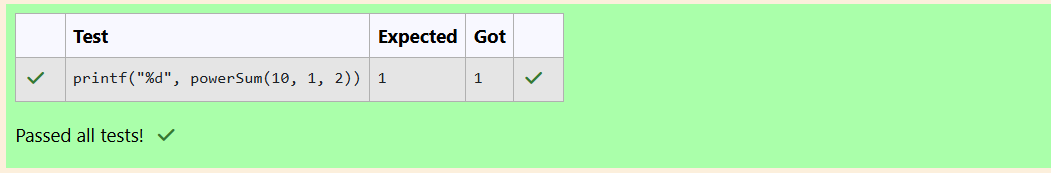 Test Expected Got
printf("%d", powerSum(10, 1, 2)) 1 1
Passed all tests!